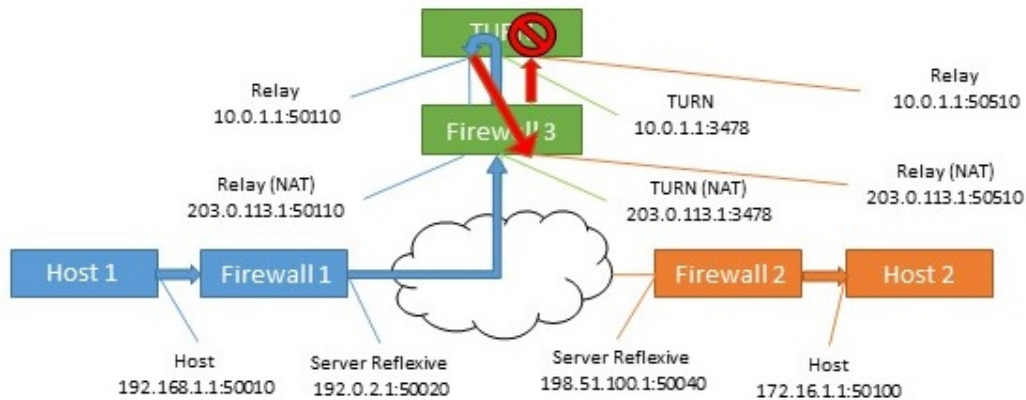 TURN
Relay
10.0.1.1:50110
TURN
10.0.1.1:3478
Relay
10.0.1.1:50510
Firewall 3
Relay (NAT)
203.0.113.1:50110
TURN (NAT)
203.0.113.1:3478
Relay (NAT)
203.0.113.1:50510
Host 1
Firewall 1
Firewall 2
Host 2
Host
192.168.1.1:50010
Server Reflexive
192.0.2.1:50020
Server Reflexive
198.51.100.1:50040
Host
172.16.1.1:50100